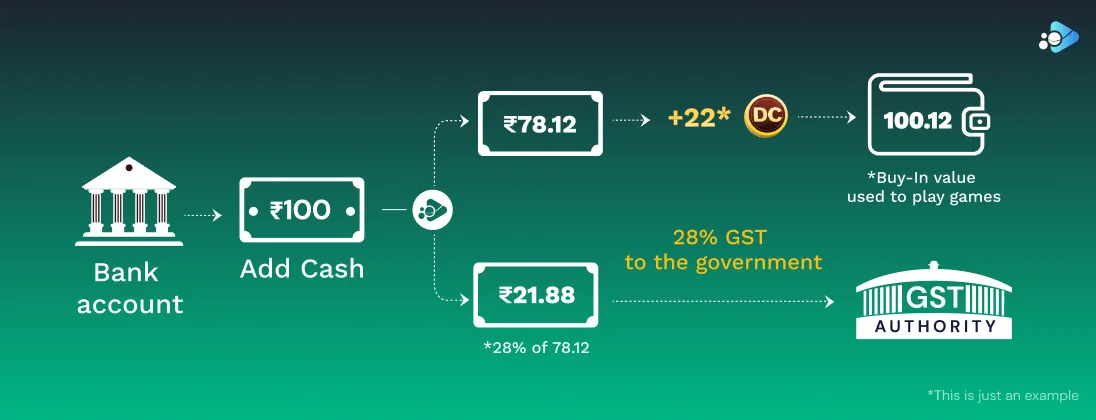 Bank
account
₹100
Add Cash
₹78.12
+22*
DC
100.12
*Buy-In value
used to play games
₹21.88
*28% of 78.12
28% GST
to the government
GST
AUTHORITY
*This is just an example